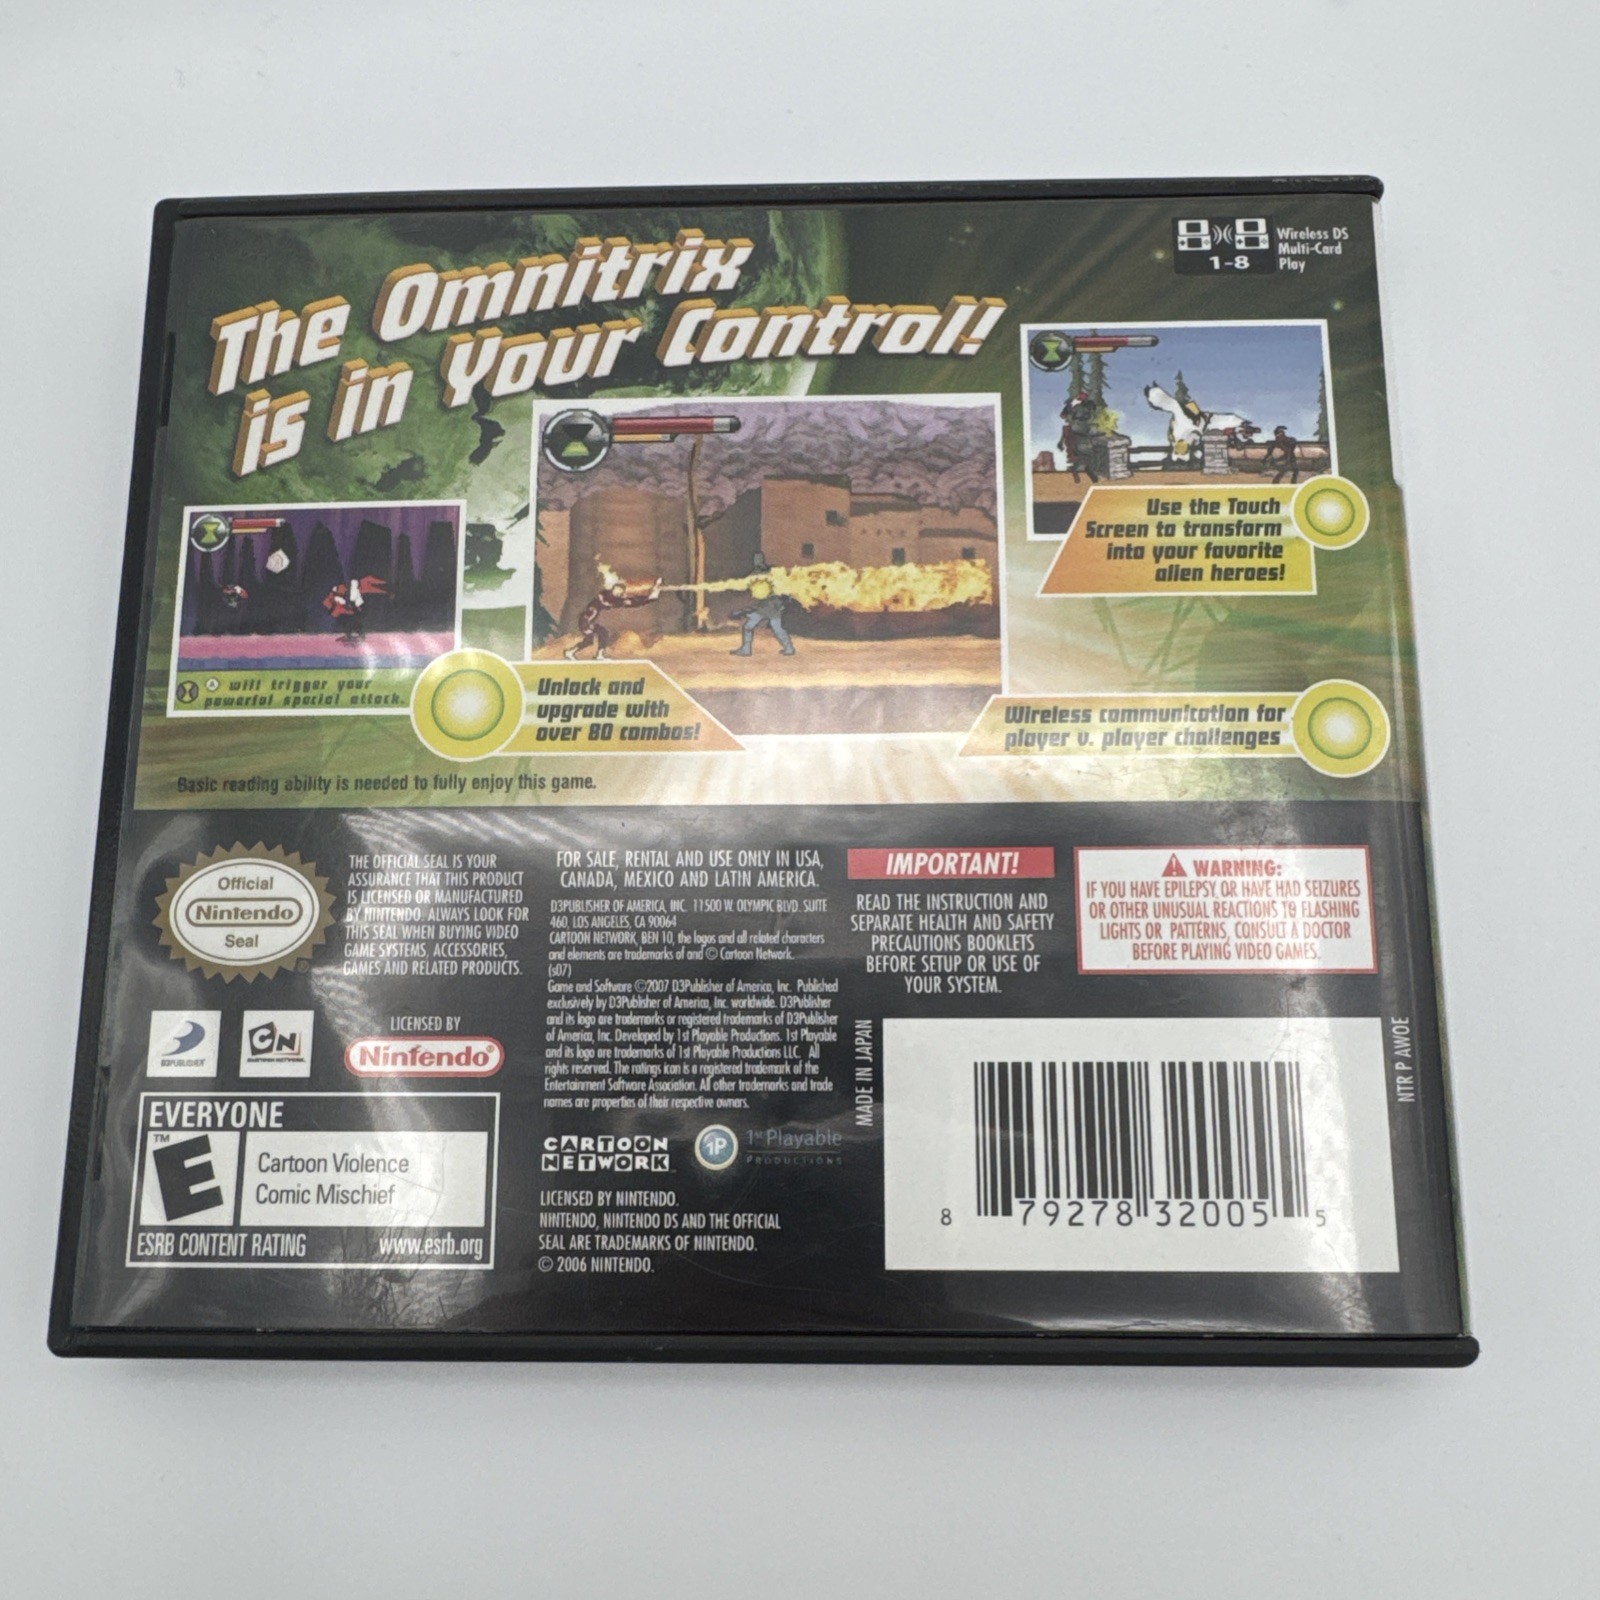 The Omnitrix
is in Your Control!
1-8
Wireless DS
Multi-Card
Play
Use the Touch
Screen to transform
into your favorite
alien heroes!
A will trigger your
powerful special attack.
Unlock and
upgrade with
over 80 combos!
Wireless communication for
player v. player challenges
Basic reading ability is needed to fully enjoy this game.
Official
Nintendo
Seal
THE OFFICIAL SEAL IS YOUR
ASSURANCE THAT THIS PRODUCT
IS LICENSED OR MANUFACTURED
BY NINTENDO. ALWAYS LOOK FOR
THIS SEAL WHEN BUYING VIDEO
GAME SYSTEMS, ACCESSORIES,
GAMES AND RELATED PRODUCTS.
D3PUBLISHER
CN
CARTOON NETWORK
LICENSED BY
Nintendo®
EVERYONE
E™
Cartoon Violence
Comic Mischief
ESRB CONTENT RATING www.esrb.org
FOR SALE, RENTAL AND USE ONLY IN USA,
CANADA, MEXICO AND LATIN AMERICA.
D3PUBLISHER OF AMERICA, INC. 11500 W. OLYMPIC BLVD. SUITE
460, LOS ANGELES, CA 90064
CARTOON NETWORK, BEN 10, the logos and all related characters
and elements are trademarks of and © Cartoon Network.
(s07)
Game and Software ©2007 D3Publisher of America, Inc. Published
exclusively by D3Publisher of America, Inc. worldwide. D3Publisher
and its logo are trademarks or registered trademarks of D3Publisher
of America, Inc. Developed by 1st Playable Productions. 1st Playable
and its logo are trademarks of 1st Playable Productions LLC. All
rights reserved. The ratings icon is a registered trademark of the
Entertainment Software Association. All other trademarks and trade
names are properties of their respective owners.
CARTOON
NETWORK™
1P
1st Playable
PRODUCTIONS
LICENSED BY NINTENDO.
NINTENDO, NINTENDO DS AND THE OFFICIAL
SEAL ARE TRADEMARKS OF NINTENDO.
© 2006 NINTENDO.
IMPORTANT!
READ THE INSTRUCTION AND
SEPARATE HEALTH AND SAFETY
PRECAUTIONS BOOKLETS
BEFORE SETUP OR USE OF
YOUR SYSTEM.
WARNING:
IF YOU HAVE EPILEPSY OR HAVE HAD SEIZURES
OR OTHER UNUSUAL REACTIONS TO FLASHING
LIGHTS OR PATTERNS, CONSULT A DOCTOR
BEFORE PLAYING VIDEO GAMES.
MADE IN JAPAN
NTR P AWOE
8 79278 32005 5